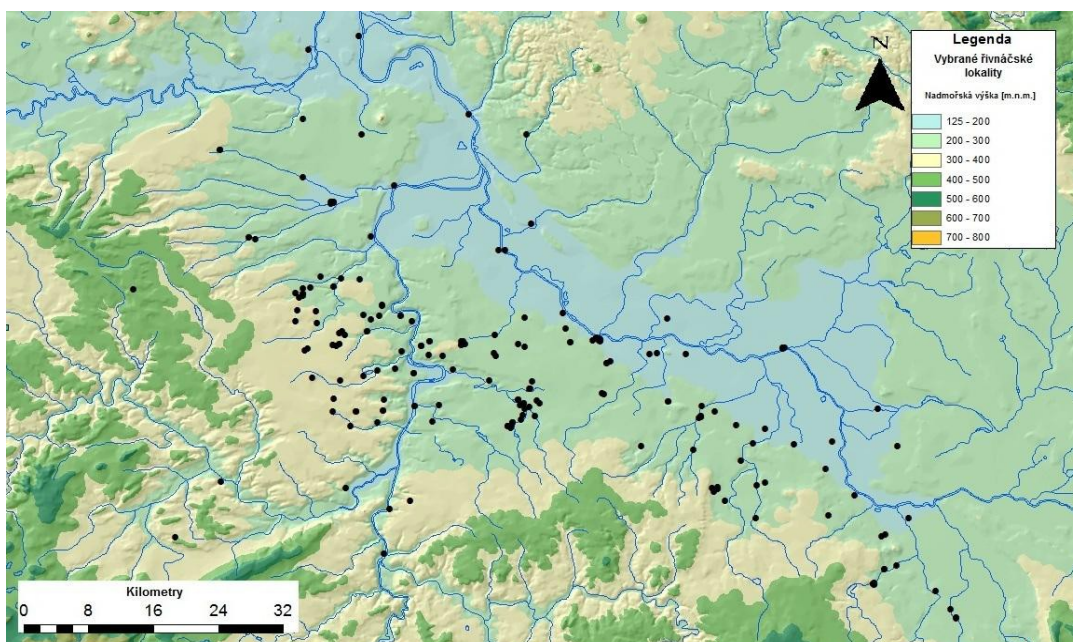 N
Legenda
Vybrané řivnáčské
lokality
Nadmořská výška [m.n.m.]
125 - 200
200 - 300
300 - 400
400 - 500
500 - 600
600 - 700
700 - 800
Kilometry
0 8 16 24 32